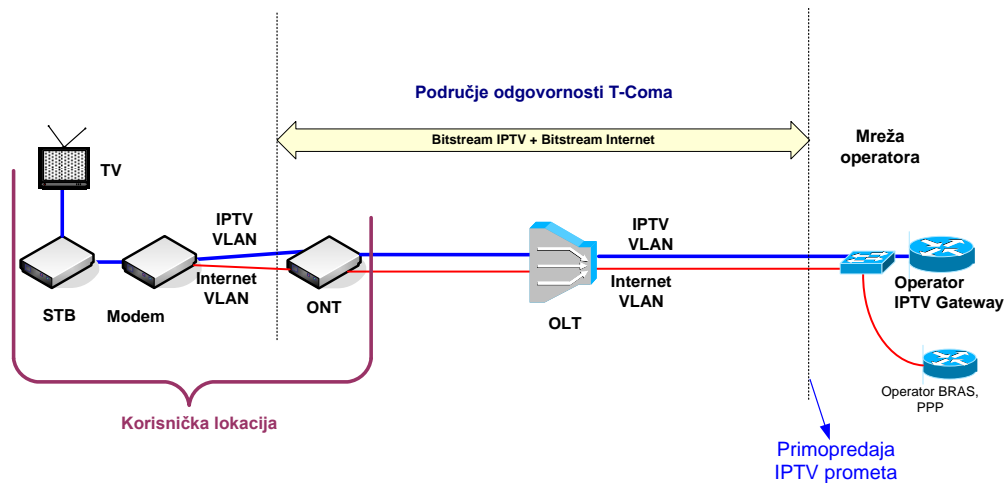 Područje odgovornosti T-Coma
Bitstream IPTV + Bitstream Internet
Mreža
operatora
TV
IPTV
VLAN
IPTV
VLAN
Internet
VLAN
Internet
VLAN
STB
Modem
ONT
OLT
Operator
IPTV Gateway
Operator BRAS,
PPP
Korisnička lokacija
Primopredaja
IPTV prometa